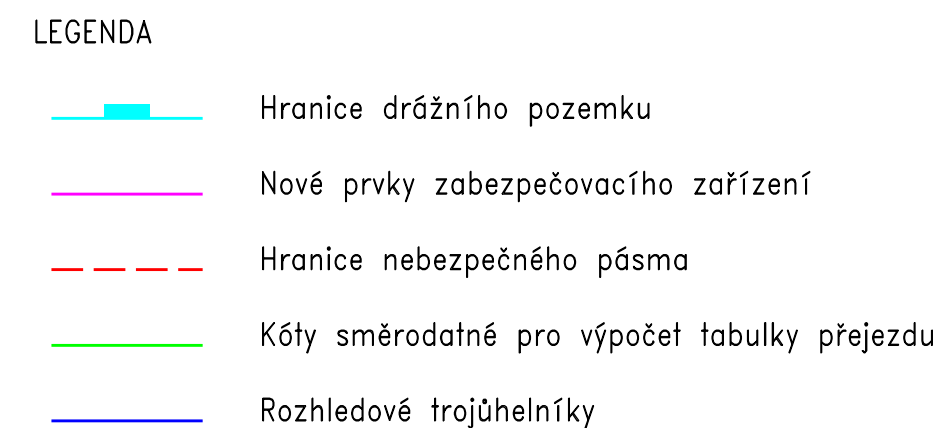 LEGENDA
Hranice drážního pozemku
Nové prvky zabezpečovacího zařízení
Hranice nebezpečného pásma
Kóty směrodatné pro výpočet tabulky přejezdu
Rozhledové trojůhelníky